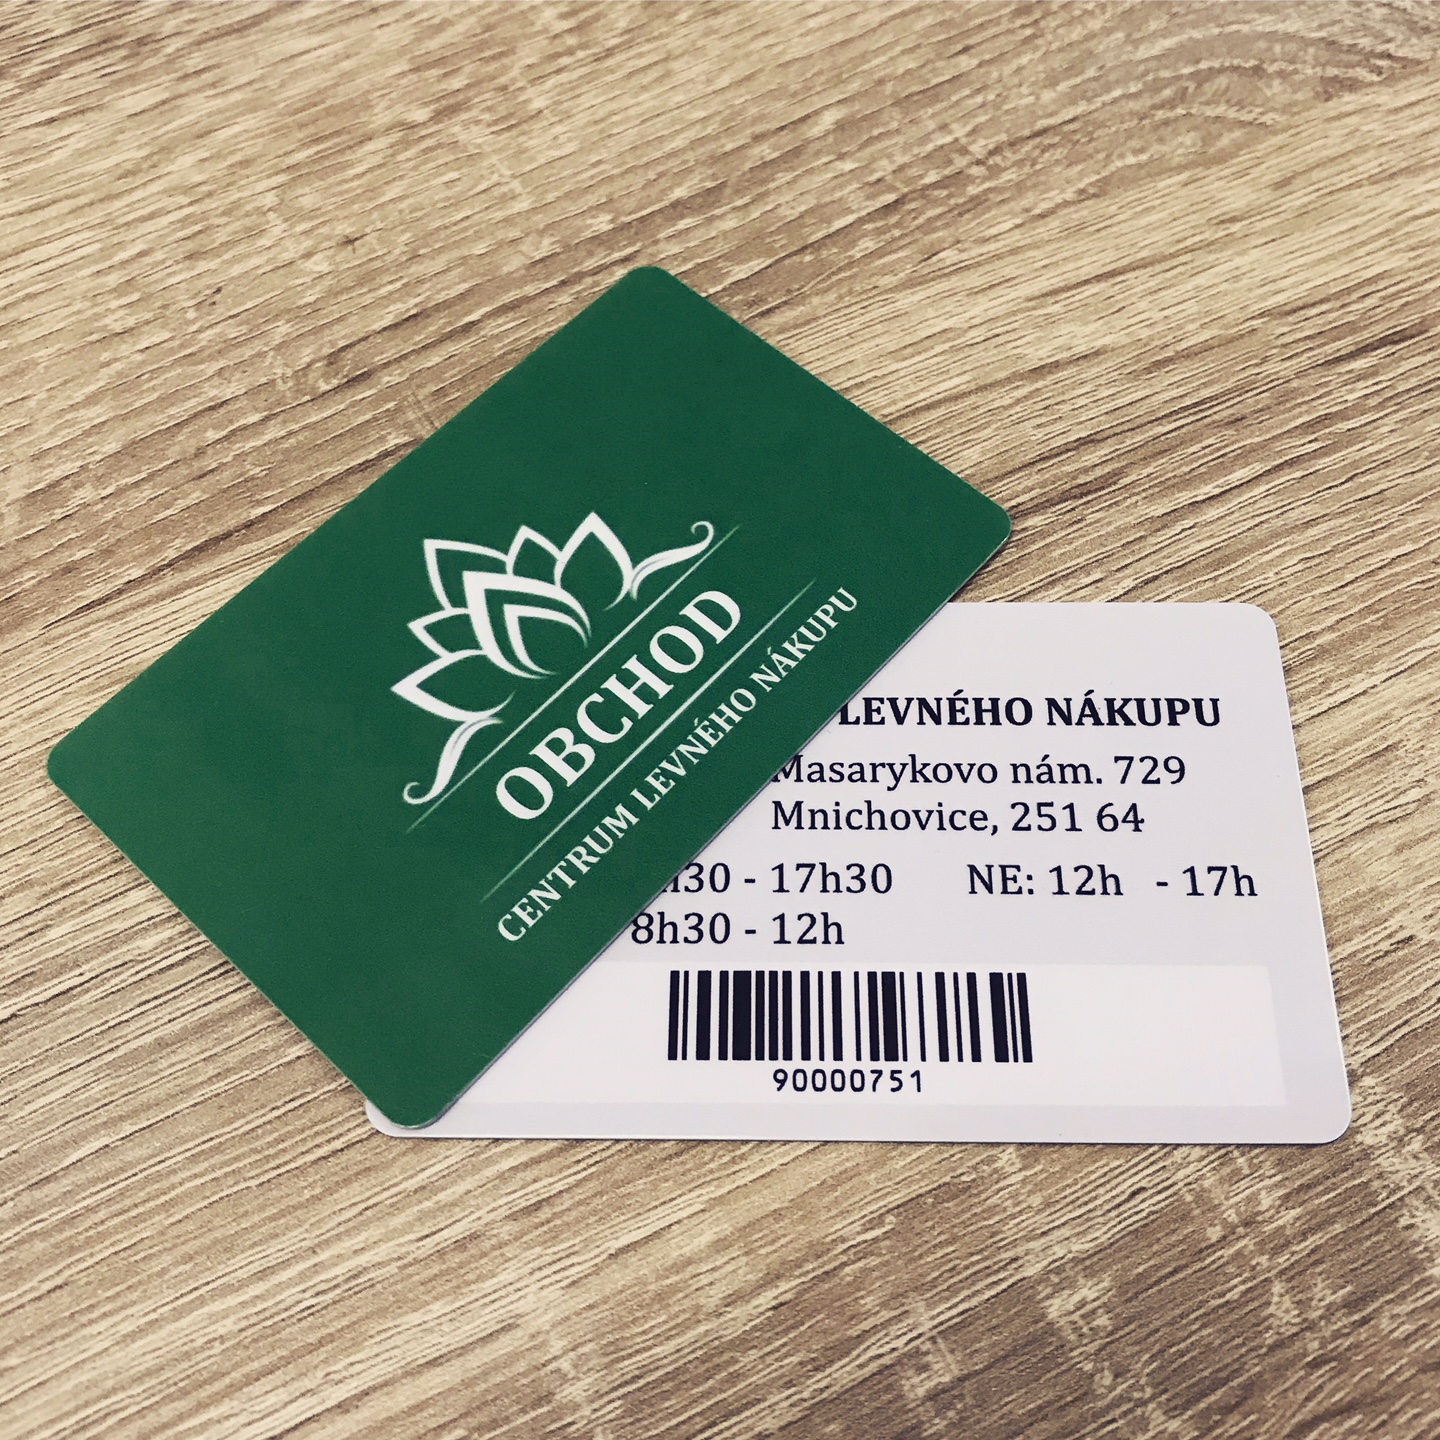 OBCHOD
CENTRUM LEVNÉHO NÁKUPU
LEVNÉHO NÁKUPU
Masarykovo nám. 729
Mnichovice, 251 64
h30 - 17h30 NE: 12h - 17h
8h30 - 12h
90000751